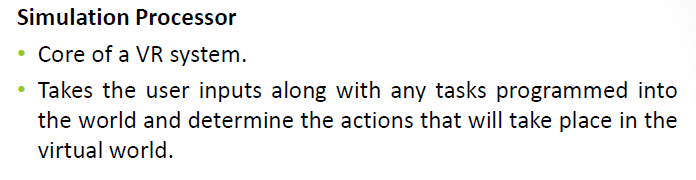 Simulation Processor
• Core of a VR system.
• Takes the user inputs along with any tasks programmed into
the world and determine the actions that will take place in the
virtual world.